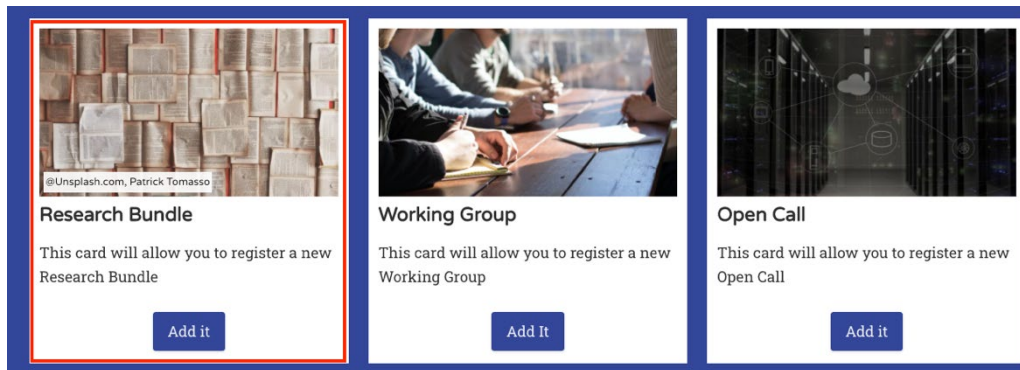 @Unsplash.com, Patrick Tomasso
Research Bundle
This card will allow you to register a new
Research Bundle
Add it
Working Group
This card will allow you to register a new
Working Group
Add It
Open Call
This card will allow you to register a new
Open Call
Add it